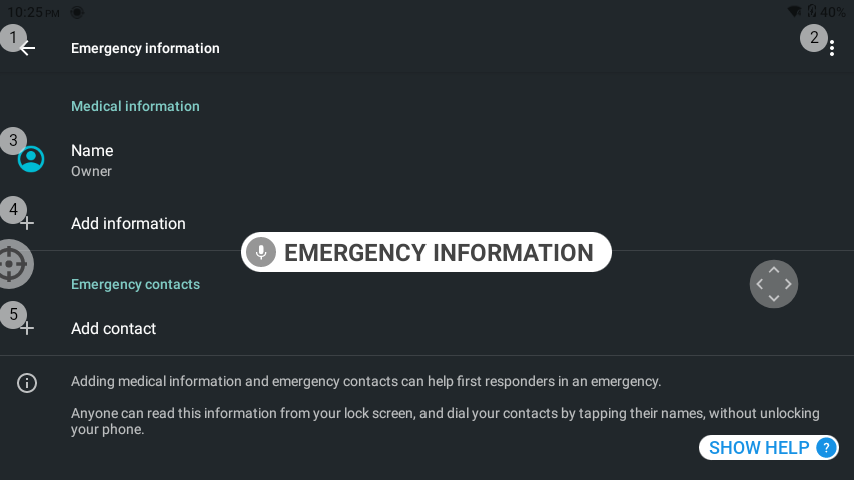 10:25 PM
40%
1
Emergency information
2
Medical information
3
Name
Owner
4
Add information
EMERGENCY INFORMATION
Emergency contacts
5
Add contact
Adding medical information and emergency contacts can help first responders in an emergency.
Anyone can read this information from your lock screen, and dial your contacts by tapping their names, without unlocking
your phone.
SHOW HELP ?